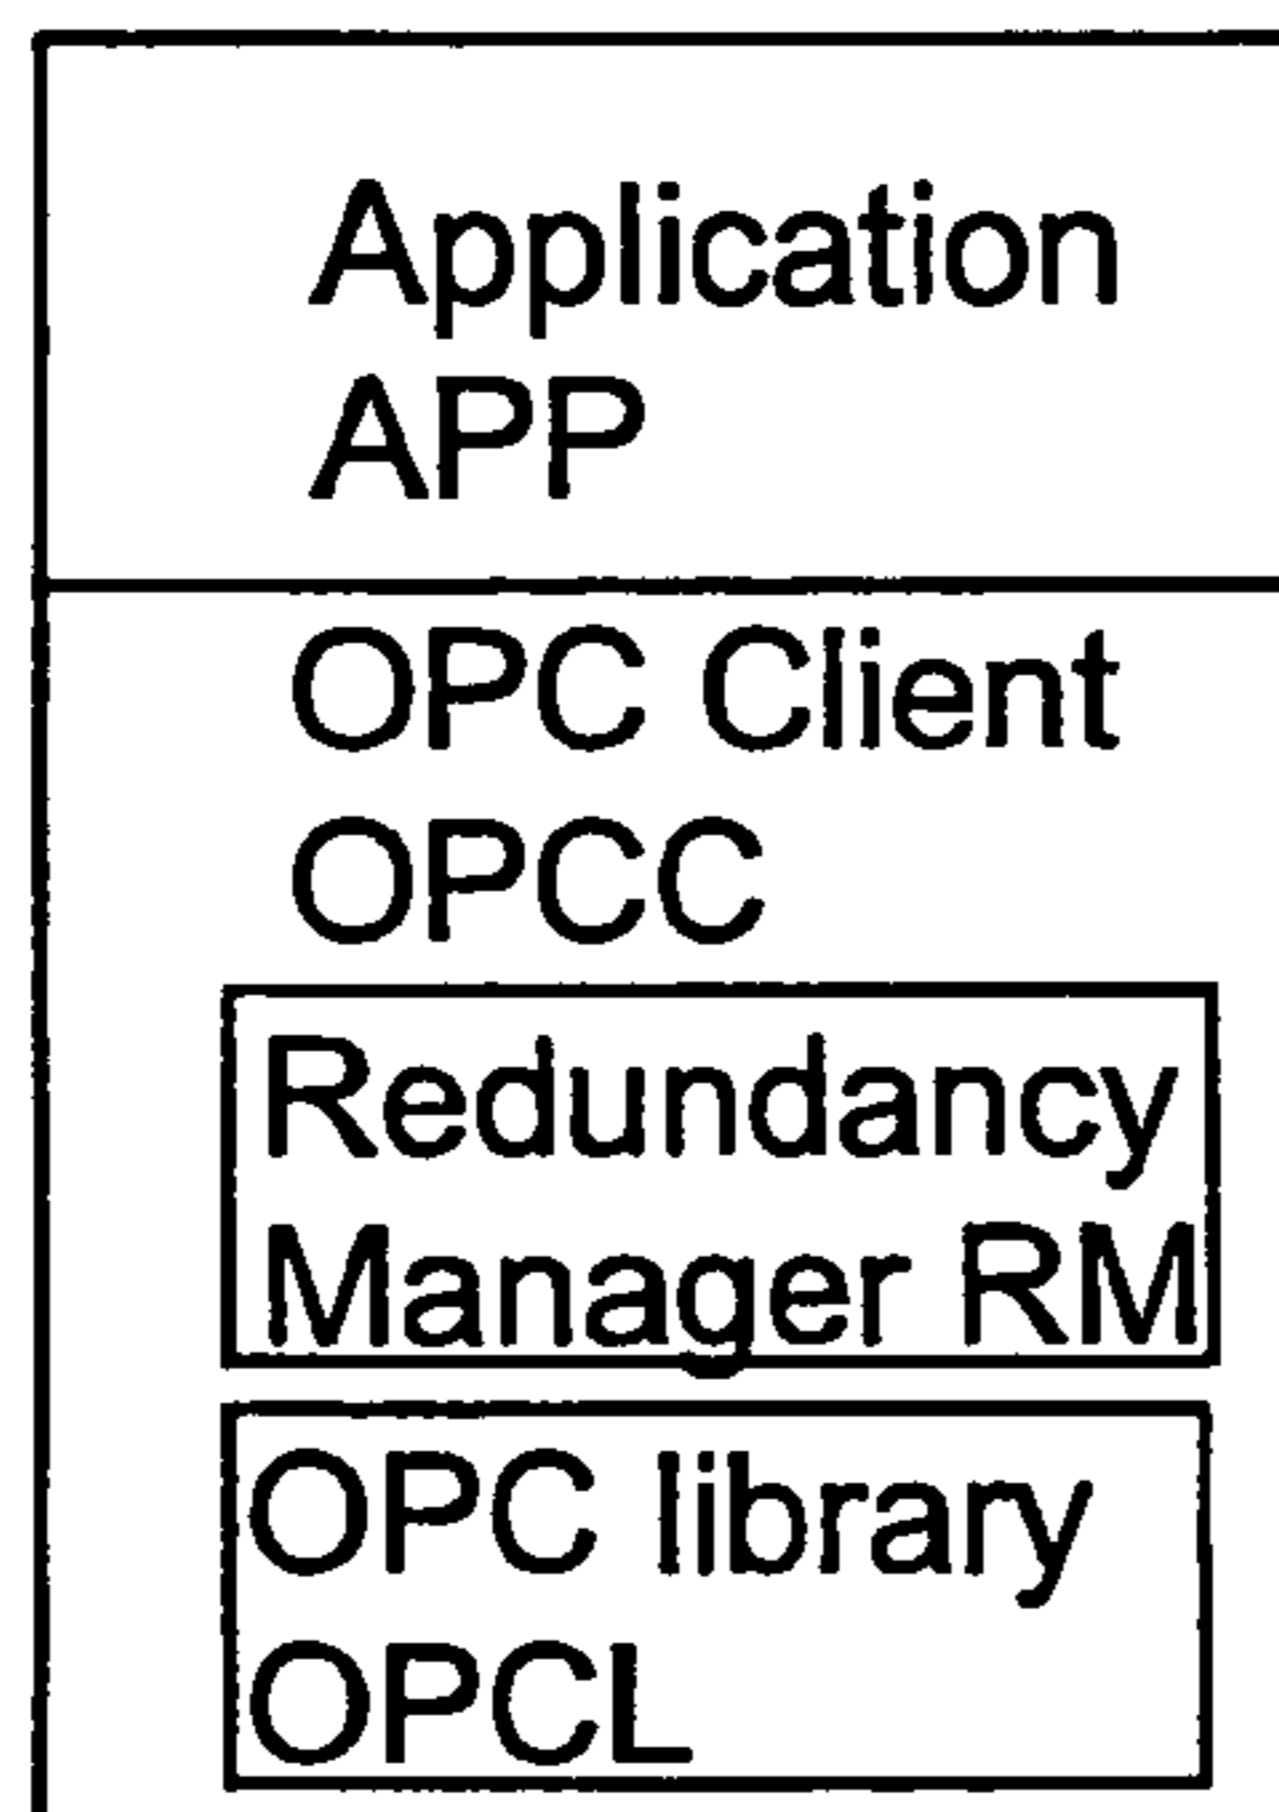 Application
APP
OPC Client
OPCC
Redundancy
Manager RM
OPC library
OPCL